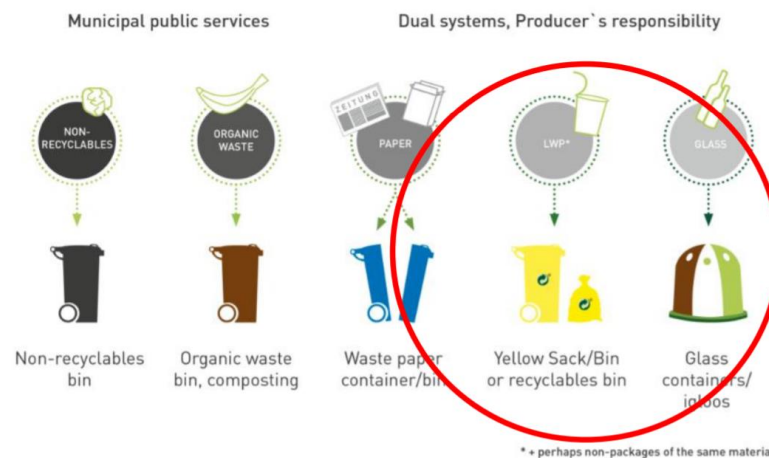 Municipal public services
Dual systems, Producer`s responsibility
NON-
RECYCLABLES
ORGANIC
WASTE
ZEITUNG
PAPER
LWP*
GLASS
Non-recyclables
bin
Organic waste
bin, composting
Waste paper
container/bin
Yellow Sack/Bin
or recyclables bin
Glass
containers/
igloos
* + perhaps non-packages of the same materia